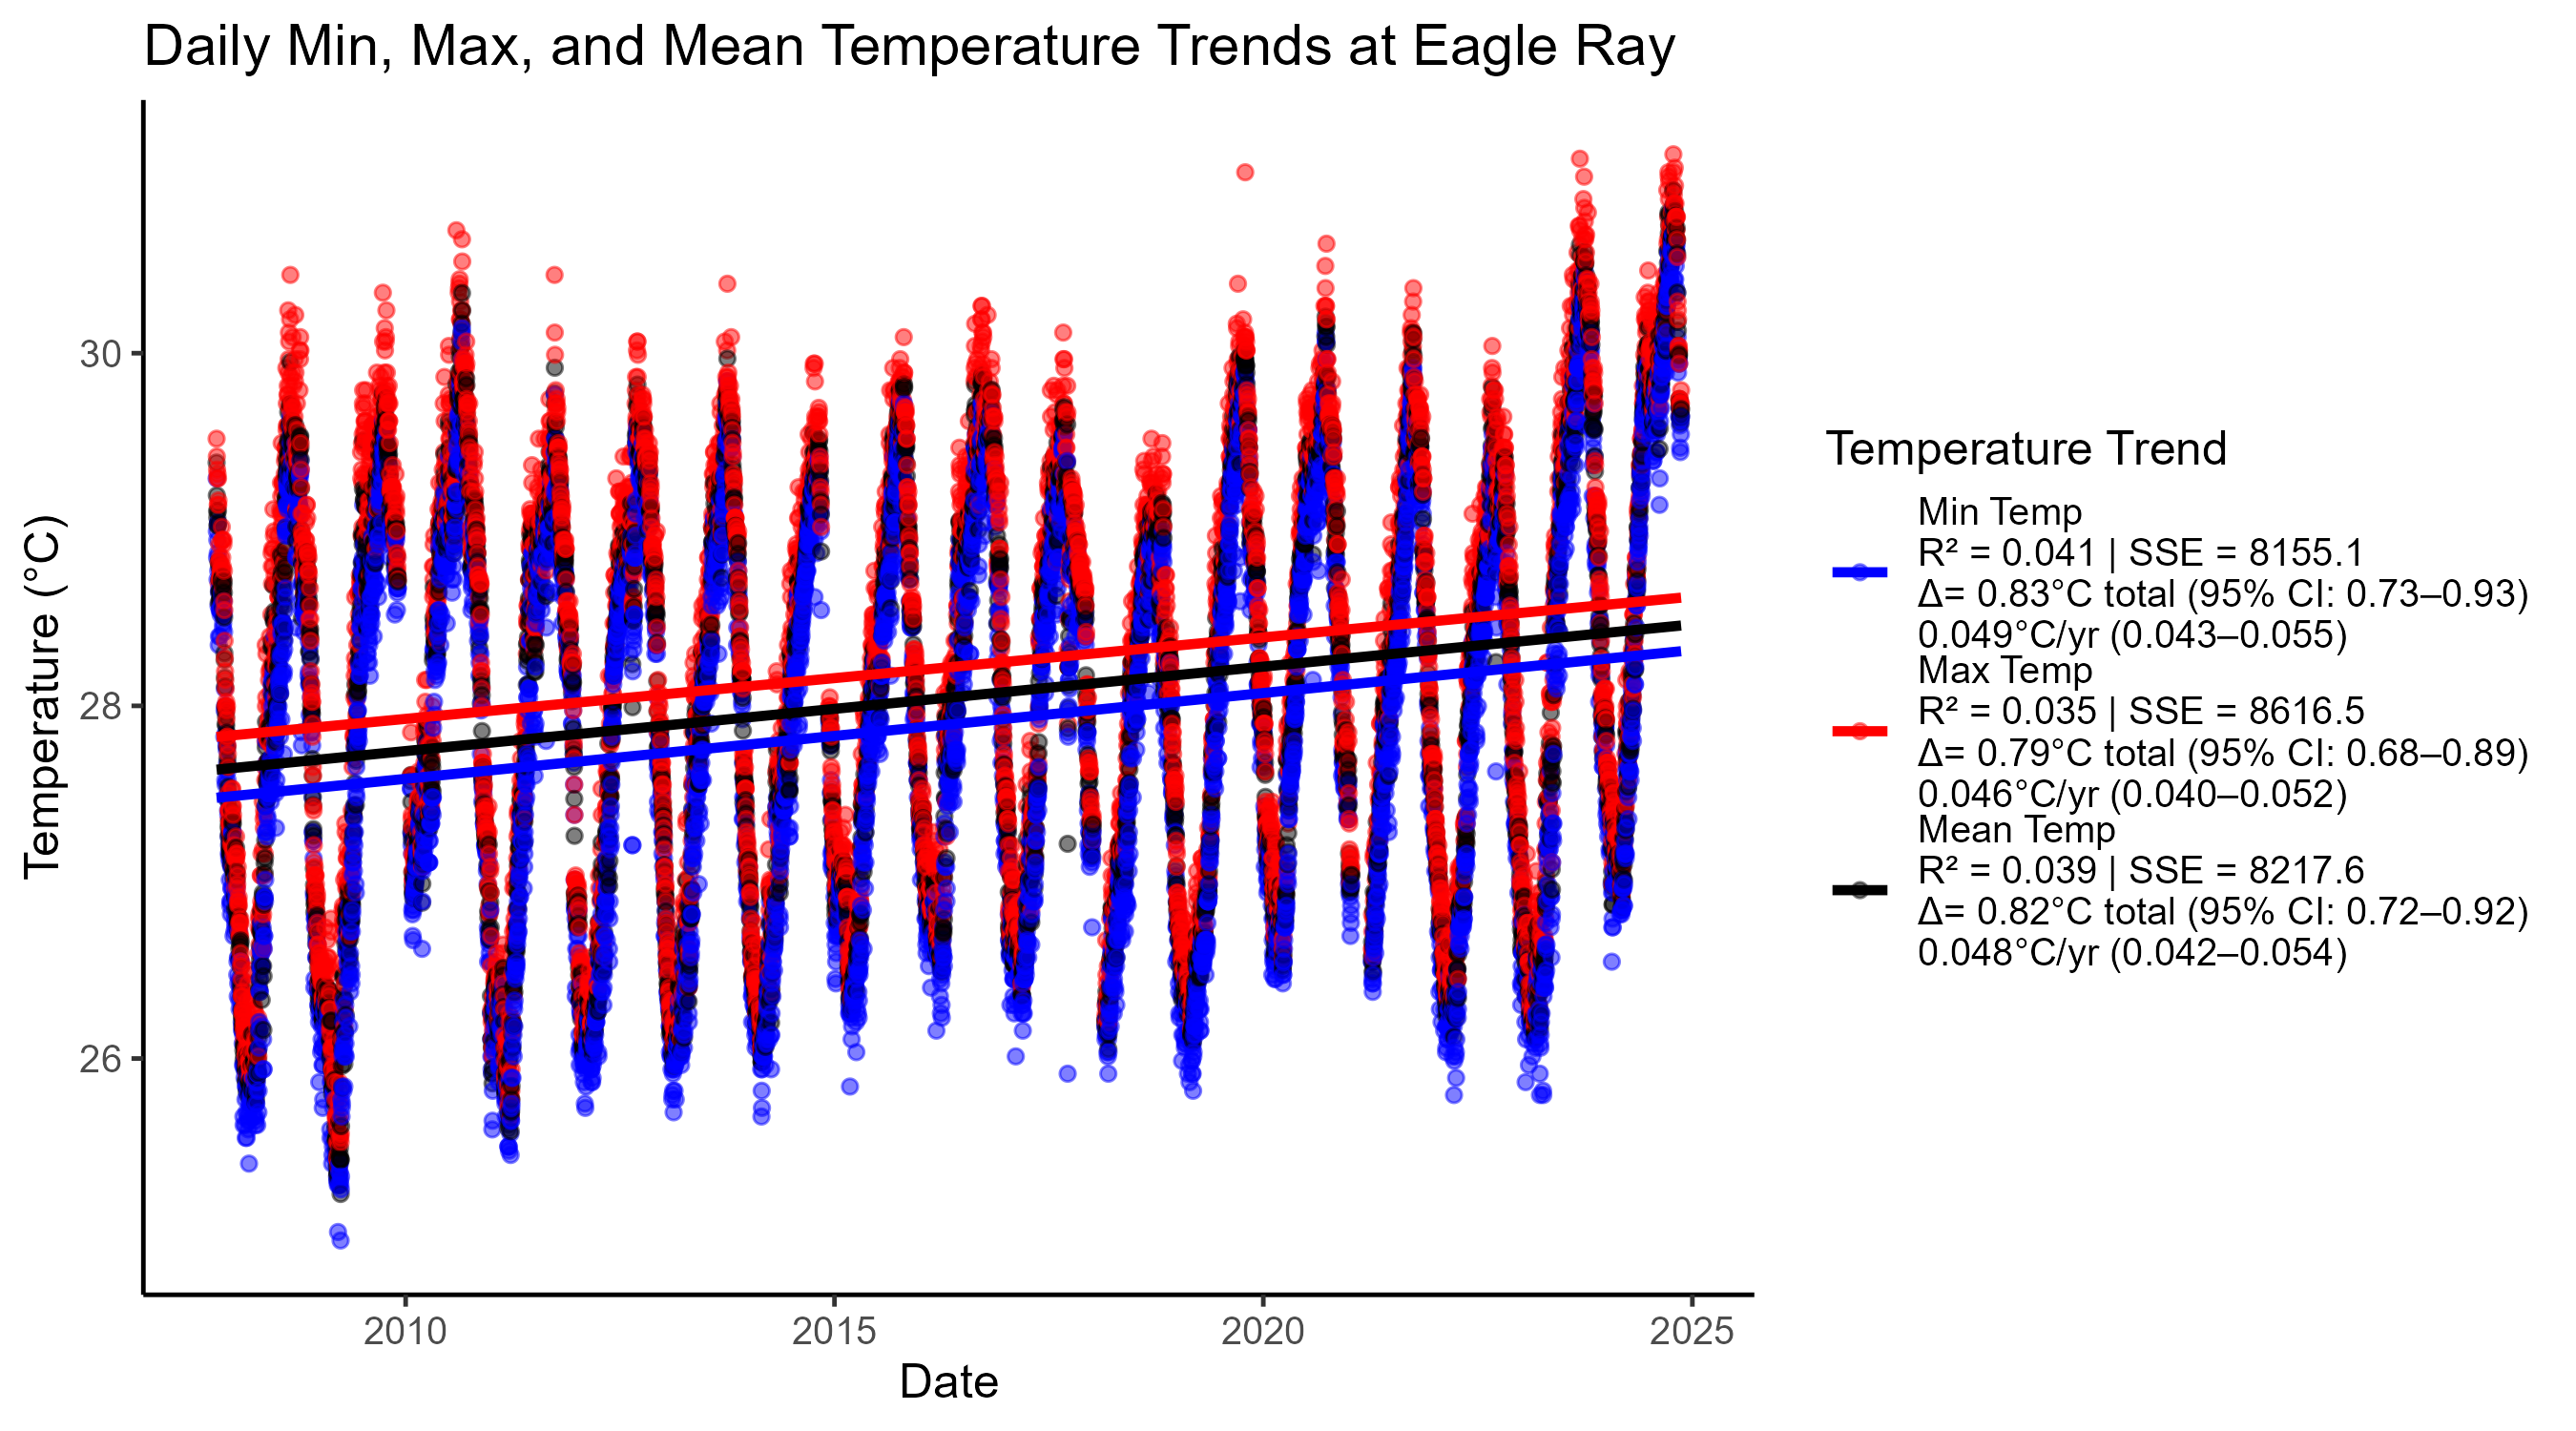 Daily Min, Max, and Mean Temperature Trends at Eagle Ray
Temperature (°C)
30
28
26
2010
2015
2020
2025
Date
Temperature Trend
Min Temp
R² = 0.041 | SSE = 8155.1
Δ= 0.83°C total (95% CI: 0.73–0.93)
0.049°C/yr (0.043–0.055)
Max Temp
R² = 0.035 | SSE = 8616.5
Δ= 0.79°C total (95% CI: 0.68–0.89)
0.046°C/yr (0.040–0.052)
Mean Temp
R² = 0.039 | SSE = 8217.6
Δ= 0.82°C total (95% CI: 0.72–0.92)
0.048°C/yr (0.042–0.054)